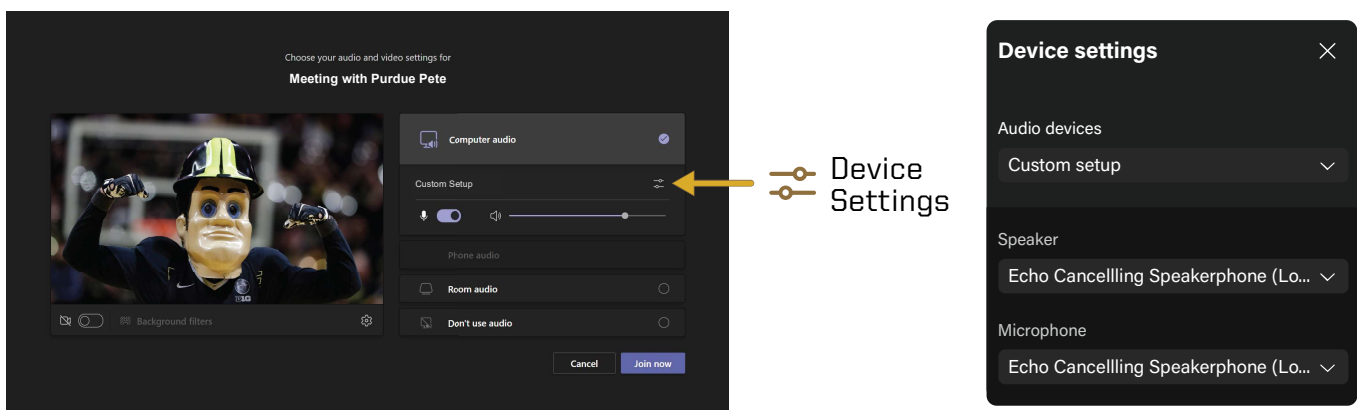 Choose your audio and video settings for
Meeting with Purdue Pete
Computer audio
Custom Setup
Phone audio
Room audio
Don't use audio
Background filters
Cancel
Join now
Device
Settings
Device settings
Audio devices
Custom setup
Speaker
Echo Cancellling Speakerphone (Lo...
Microphone
Echo Cancellling Speakerphone (Lo...